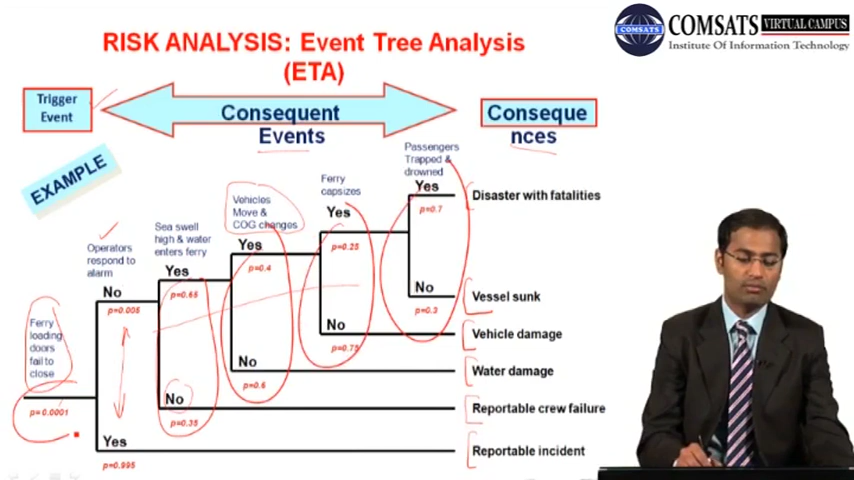 RISK ANALYSIS: Event Tree Analysis
(ETA)
COMSATS VIRTUAL CAMPUS
Institute Of Information Technology
COMSATS
Trigger
Event
Consequent
Events
Conseque
nces
EXAMPLE
Ferry
loading
doors
fail to
close
p= 0.0001
Operators
respond to
alarm
No
p=0.005
Yes
p=0.995
Sea swell
high & water
enters ferry
Yes
p=0.65
No
p=0.35
Vehicles
Move &
COG changes
Yes
p=0.4
No
p=0.6
Ferry
capsizes
Yes
p=0.25
No
p=0.75
Passengers
Trapped &
drowned
Yes
p=0.7
No
p=0.3
Disaster with fatalities
Vessel sunk
Vehicle damage
Water damage
Reportable crew failure
Reportable incident